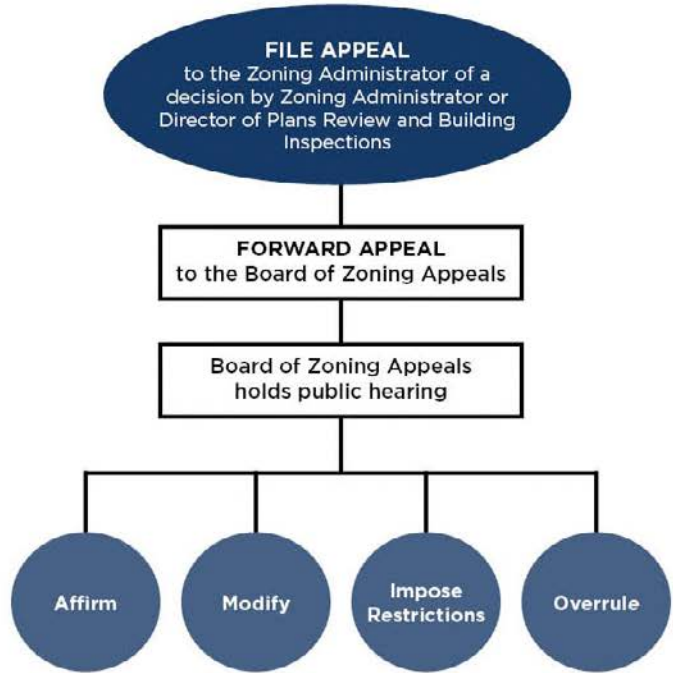 FILE APPEAL
to the Zoning Administrator of a
decision by Zoning Administrator or
Director of Plans Review and Building
Inspections
FORWARD APPEAL
to the Board of Zoning Appeals
Board of Zoning Appeals
holds public hearing
Affirm
Modify
Impose
Restrictions
Overrule